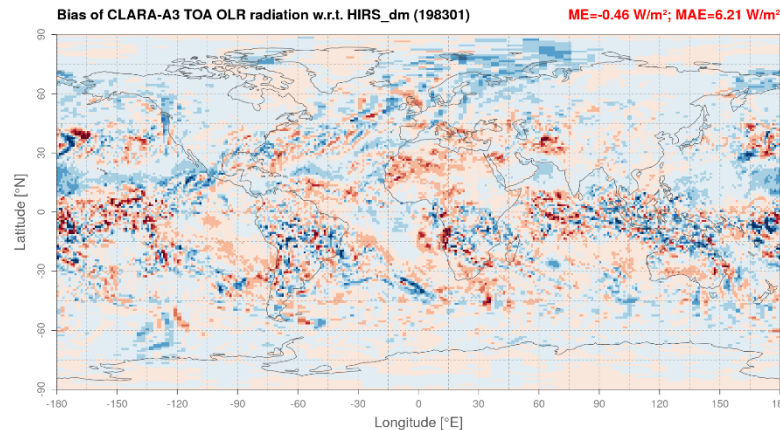 Bias of CLARA-A3 TOA OLR radiation w.r.t. HIRS_dm (198301) ME=-0.46 W/m²; MAE=6.21 W/m²
90
60
30
0
-30
-60
-90
Latitude [°N]
-180 -120 -90 -60 -30 0 30 60 90 120 150 18
Longitude [°E]